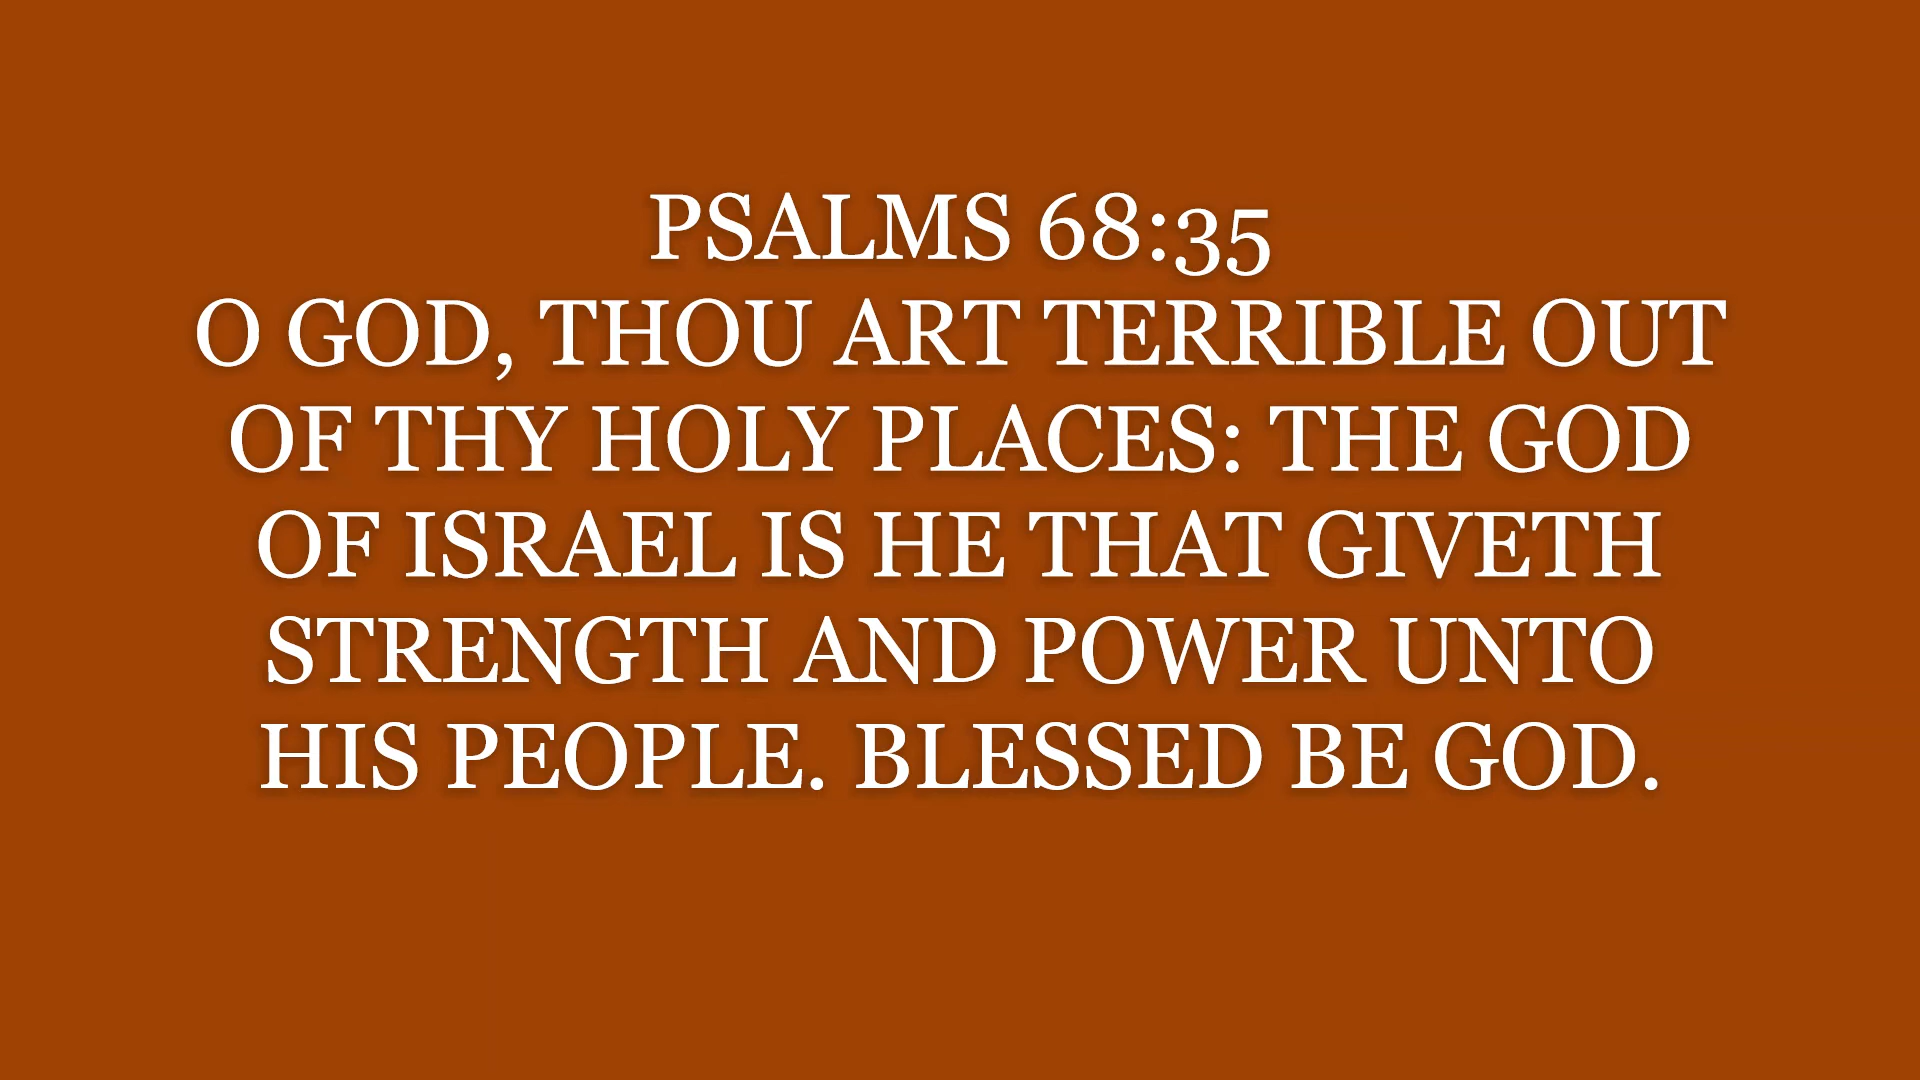 PSALMS 68:35
O GOD, THOU ART TERRIBLE OUT
OF THY HOLY PLACES: THE GOD
OF ISRAEL IS HE THAT GIVETH
STRENGTH AND POWER UNTO
HIS PEOPLE. BLESSED BE GOD.